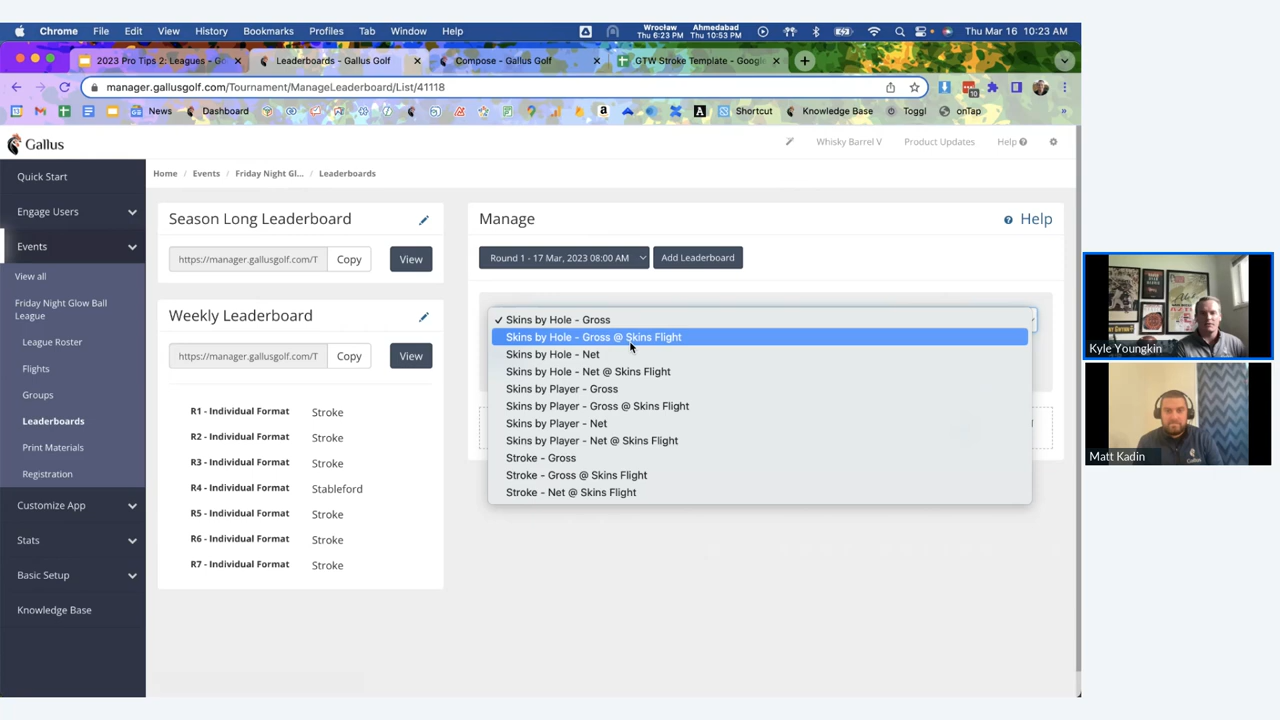 Chrome File Edit View History Bookmarks Profiles Tab Window Help
Wrocław Thu 6:23 PM
Ahmedabad Thu 10:53 PM
Thu Mar 16 10:23 AM
2023 Pro Tips 2: Leagues - Go
Leaderboards - Gallus Golf
Compose - Gallus Golf
GTW Stroke Template - Google
manager.gallusgolf.com/Tournament/ManageLeaderboard/List/41118
News Dashboard Shortcut Knowledge Base Toggl onTap »
Gallus
Whisky Barrel V Product Updates Help
Quick Start
Engage Users
Events
View all
Friday Night Glow Ball
League
League Roster
Flights
Groups
Leaderboards
Print Materials
Registration
Customize App
Stats
Basic Setup
Knowledge Base
Home / Events / Friday Night Gl... / Leaderboards
Season Long Leaderboard
https://manager.gallusgolf.com/T Copy View
Weekly Leaderboard
https://manager.gallusgolf.com/T Copy View
R1 - Individual Format Stroke
R2 - Individual Format Stroke
R3 - Individual Format Stroke
R4 - Individual Format Stableford
R5 - Individual Format Stroke
R6 - Individual Format Stroke
R7 - Individual Format Stroke
Manage
Help
Round 1 - 17 Mar, 2023 08:00 AM Add Leaderboard
✓ Skins by Hole - Gross
Skins by Hole - Gross @ Skins Flight
Skins by Hole - Net
Skins by Hole - Net @ Skins Flight
Skins by Player - Gross
Skins by Player - Gross @ Skins Flight
Skins by Player - Net
Skins by Player - Net @ Skins Flight
Stroke - Gross
Stroke - Gross @ Skins Flight
Stroke - Net @ Skins Flight
Kyle Youngkin
Matt Kadin